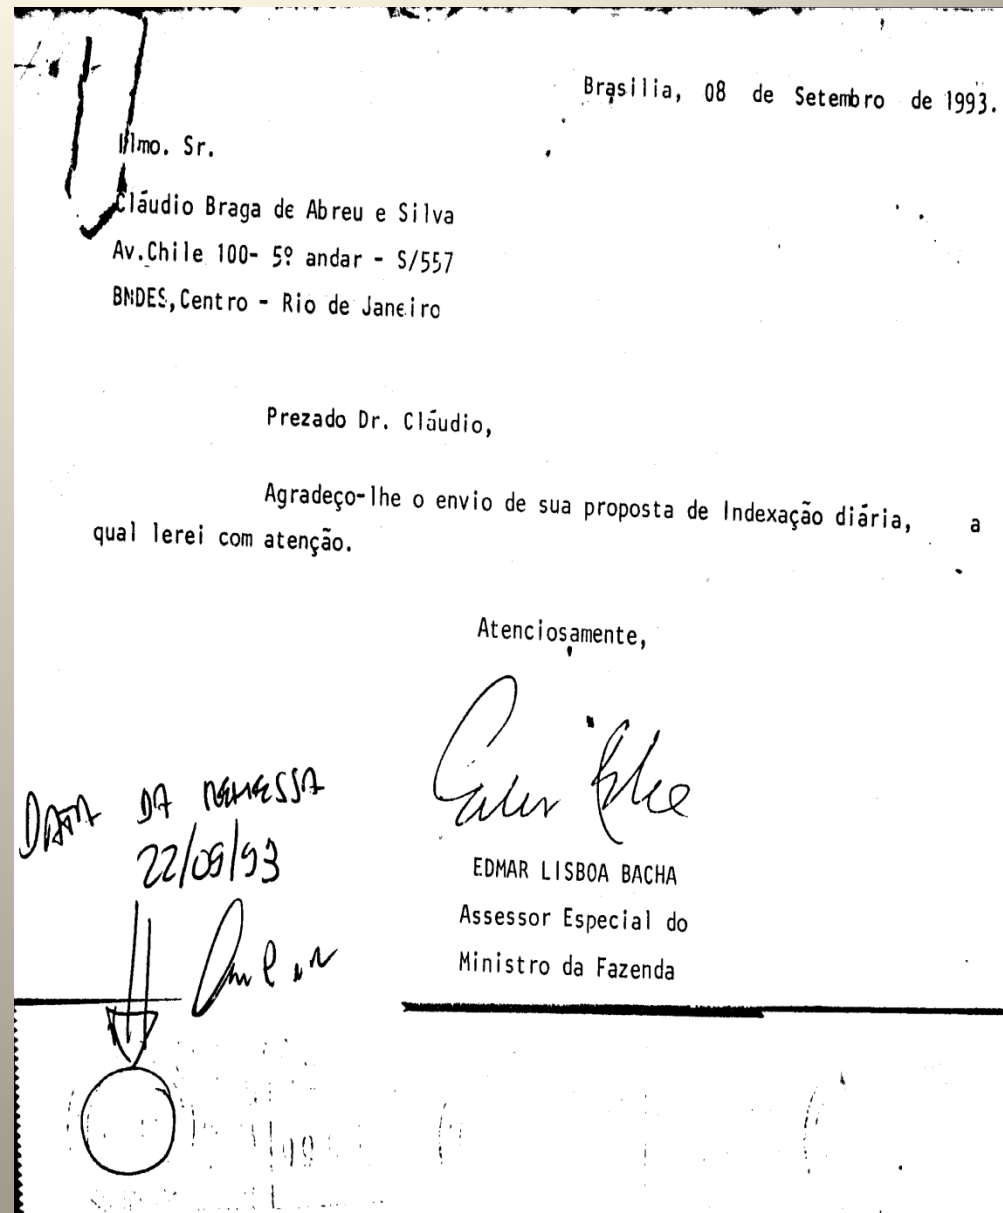 Brasilia, 08 de Setembro de 1993.
Ilmo. Sr.
Cláudio Braga de Abreu e Silva
Av.Chile 100- 5º andar - S/557
BNDES,Centro - Rio de Janeiro
Prezado Dr. Cláudio,
Agradeço-lhe o envio de sua proposta de Indexação diária, a
qual lerei com atenção.
Atenciosamente,
DATA DA REMESSA
22/09/93
EDMAR LISBOA BACHA
Assessor Especial do
Ministro da Fazenda